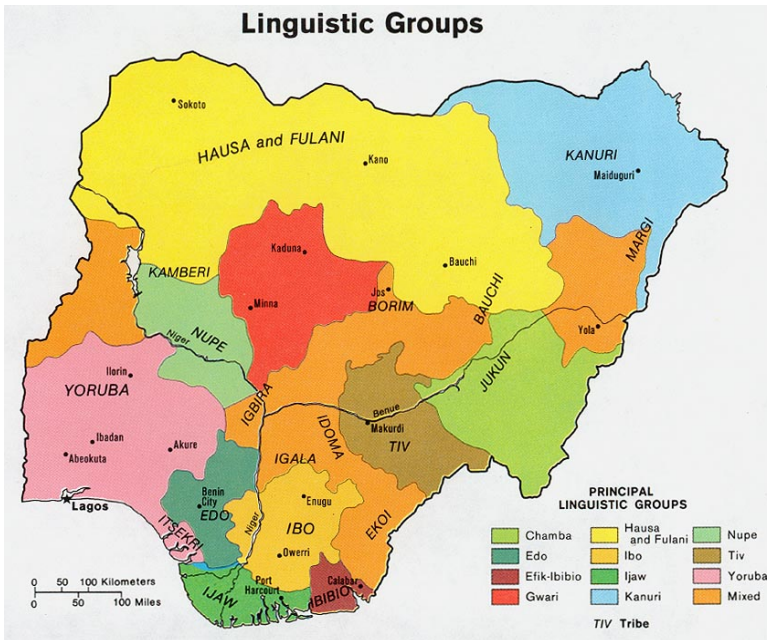 Linguistic Groups
Sokoto
HAUSA and FULANI
Kano
KANURI
Maiduguri
MARGI
Kaduna
Bauchi
KAMBERI
BAUCHI
Jos
BORIM
Minna
Yola
Niger
NUPE
JUKUN
Ilorin
YORUBA
IGBIRA
Benue
Makurdi
IDOMA
TIV
Ibadan
Akure
Abeokuta
IGALA
Lagos
Benin
City
EDO
Enugu
Niger
IBO
EKOI
ITSEKRI
Owerri
Port
Harcourt
Calabar
IJAW
IBIBIO
0 50 100 Kilometers
0 50 100 Miles
PRINCIPAL
LINGUISTIC GROUPS
Chamba
Edo
Efik-Ibibio
Gwari
Hausa
and Fulani
Ibo
Ijaw
Kanuri
Nupe
Tiv
Yoruba
Mixed
TIV Tribe